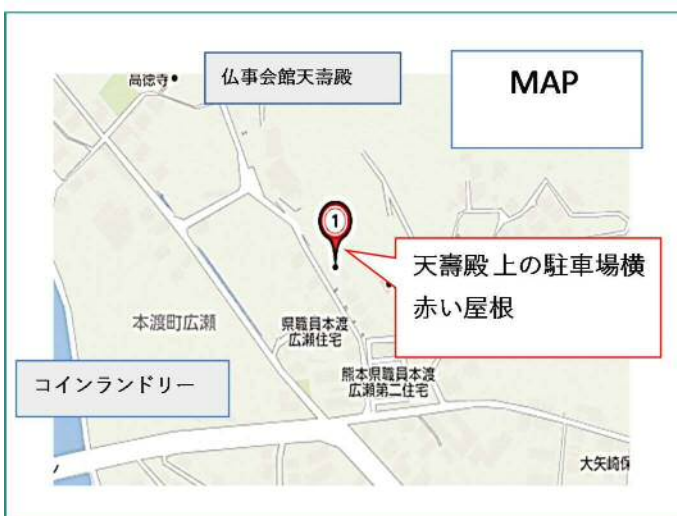 高徳寺
仏事会館天壽殿
MAP
1
天壽殿 上の駐車場横
赤い屋根
本渡町広瀬
県職員本渡
広瀬住宅
コインランドリー
熊本県職員本渡
広瀬第二住宅
大矢崎保